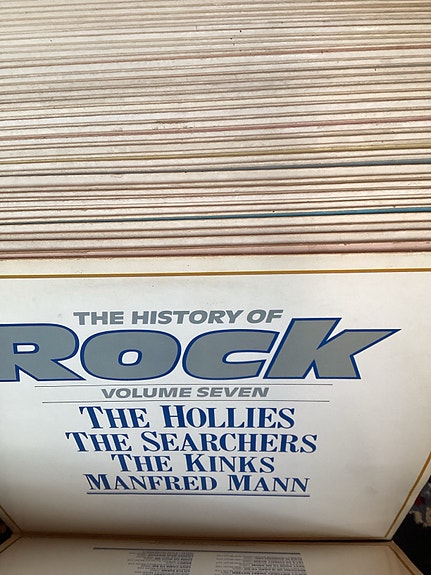 THE HISTORY OF
ROCK
VOLUME SEVEN
THE HOLLIES
THE SEARCHERS
THE KINKS
MANFRED MANN